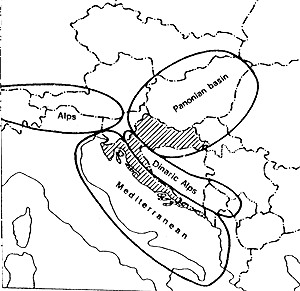 Panonian basin
Alps
Dinaric Alps
Mediterranean